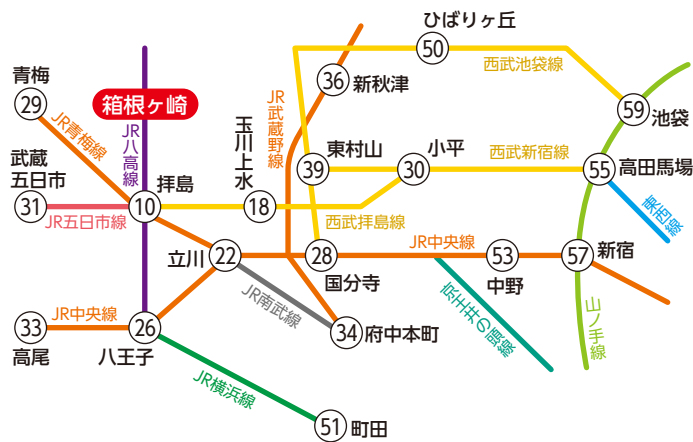 ひばりヶ丘
50
西武池袋線
青梅
29
箱根ヶ崎
36
新秋津
JR青梅線
JR八高線
JR武蔵野線
59
池袋
玉川上水
東村山
39
小平
30
西武新宿線
55
高田馬場
武蔵
五日市
31
JR五日市線
拝島
10
18
西武拝島線
東西線
立川
22
28
国分寺
JR中央線
53
中野
57
新宿
JR南武線
京王井の頭線
山ノ手線
33
高尾
JR中央線
26
八王子
34
府中本町
JR横浜線
51
町田